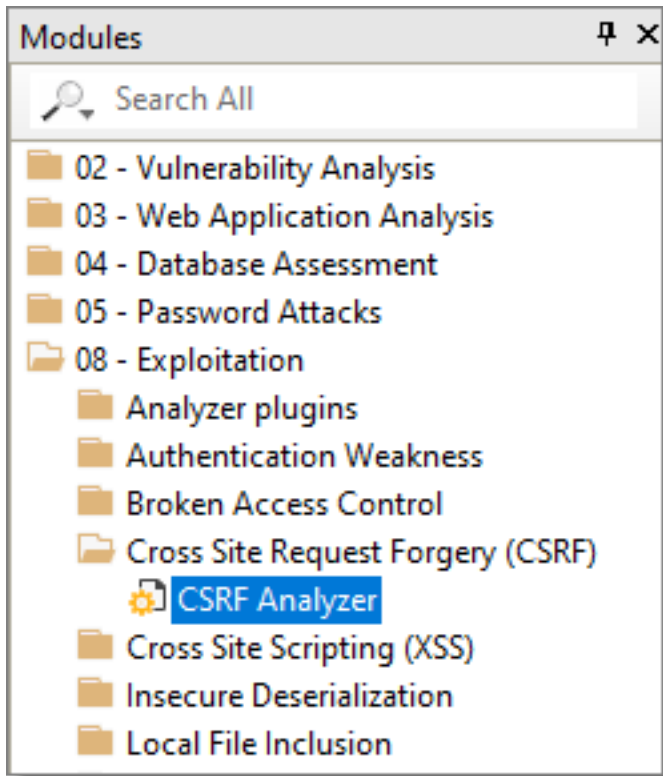 Modules
Search All
02 - Vulnerability Analysis
03 - Web Application Analysis
04 - Database Assessment
05 - Password Attacks
08 - Exploitation
Analyzer plugins
Authentication Weakness
Broken Access Control
Cross Site Request Forgery (CSRF)
CSRF Analyzer
Cross Site Scripting (XSS)
Insecure Deserialization
Local File Inclusion